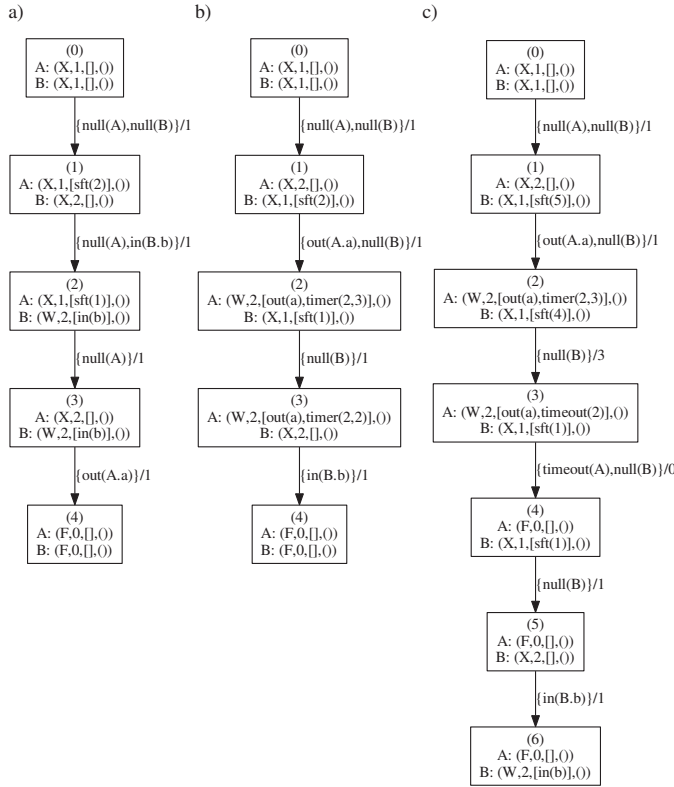 a)
(0)
A: (X,1,[],())
B: (X,1,[],())
{null(A),null(B)}/1
(1)
A: (X,1,[sft(2)],())
B: (X,2,[],())
{null(A),in(B.b)}/1
(2)
A: (X,1,[sft(1)],())
B: (W,2,[in(b)],())
{null(A)}/1
(3)
A: (X,2,[],())
B: (W,2,[in(b)],())
{out(A.a)}/1
(4)
A: (F,0,[],())
B: (F,0,[],())
b)
(0)
A: (X,1,[],())
B: (X,1,[],())
{null(A),null(B)}/1
(1)
A: (X,2,[],())
B: (X,1,[sft(2)],())
{out(A.a),null(B)}/1
(2)
A: (W,2,[out(a),timer(2,3)],())
B: (X,1,[sft(1)],())
{null(B)}/1
(3)
A: (W,2,[out(a),timer(2,2)],())
B: (X,2,[],())
{in(B.b)}/1
(4)
A: (F,0,[],())
B: (F,0,[],())
c)
(0)
A: (X,1,[],())
B: (X,1,[],())
{null(A),null(B)}/1
(1)
A: (X,2,[],())
B: (X,1,[sft(5)],())
{out(A.a),null(B)}/1
(2)
A: (W,2,[out(a),timer(2,3)],())
B: (X,1,[sft(4)],())
{null(B)}/3
(3)
A: (W,2,[out(a),timeout(2)],())
B: (X,1,[sft(1)],())
{timeout(A),null(B)}/0
(4)
A: (F,0,[],())
B: (X,1,[sft(1)],())
{null(B)}/1
(5)
A: (F,0,[],())
B: (X,2,[],())
{in(B.b)}/1
(6)
A: (F,0,[],())
B: (W,2,[in(b)],())